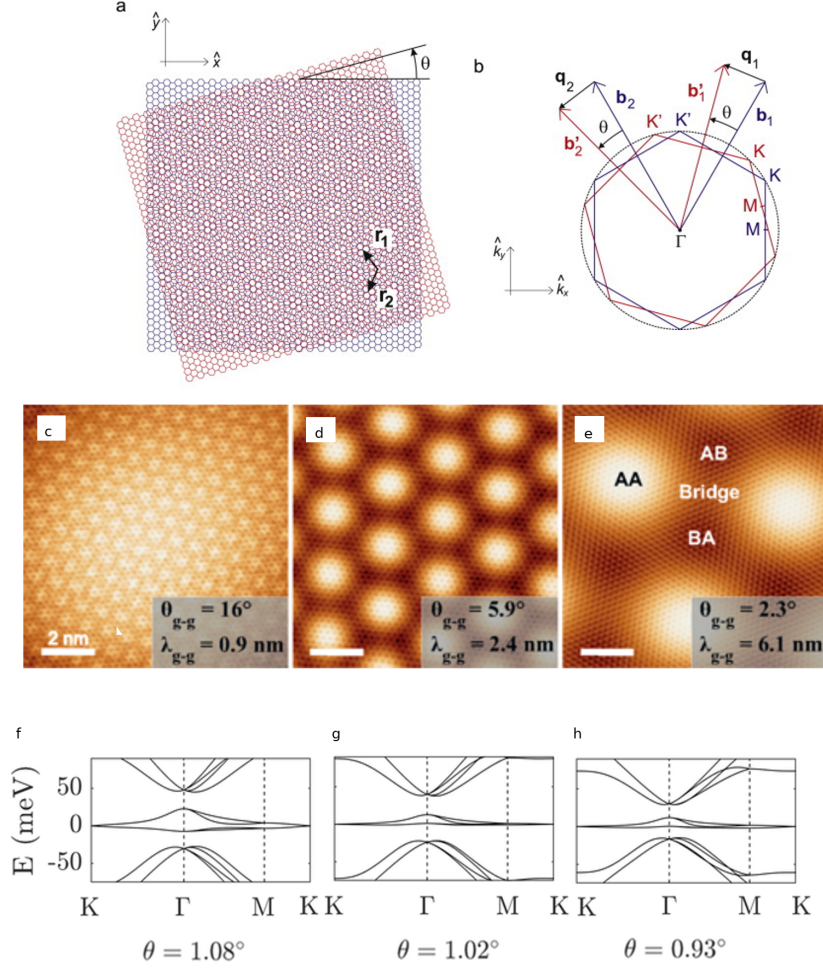 a
ŷ
x̂
θ
r₁
r₂
b
q₂
q₁
b₂
b'₁
b₁
b'₂
θ
θ
K'
K'
K
K
M
M
Γ
k̂y
k̂x
c
θg-g = 16°
λg-g = 0.9 nm
2 nm
d
θg-g = 5.9°
λg-g = 2.4 nm
e
AA
AB
Bridge
BA
θg-g = 2.3°
λg-g = 6.1 nm
f
g
h
E (meV)
50
0
-50
K Γ M K
K Γ M K
K Γ M K
θ = 1.08°
θ = 1.02°
θ = 0.93°